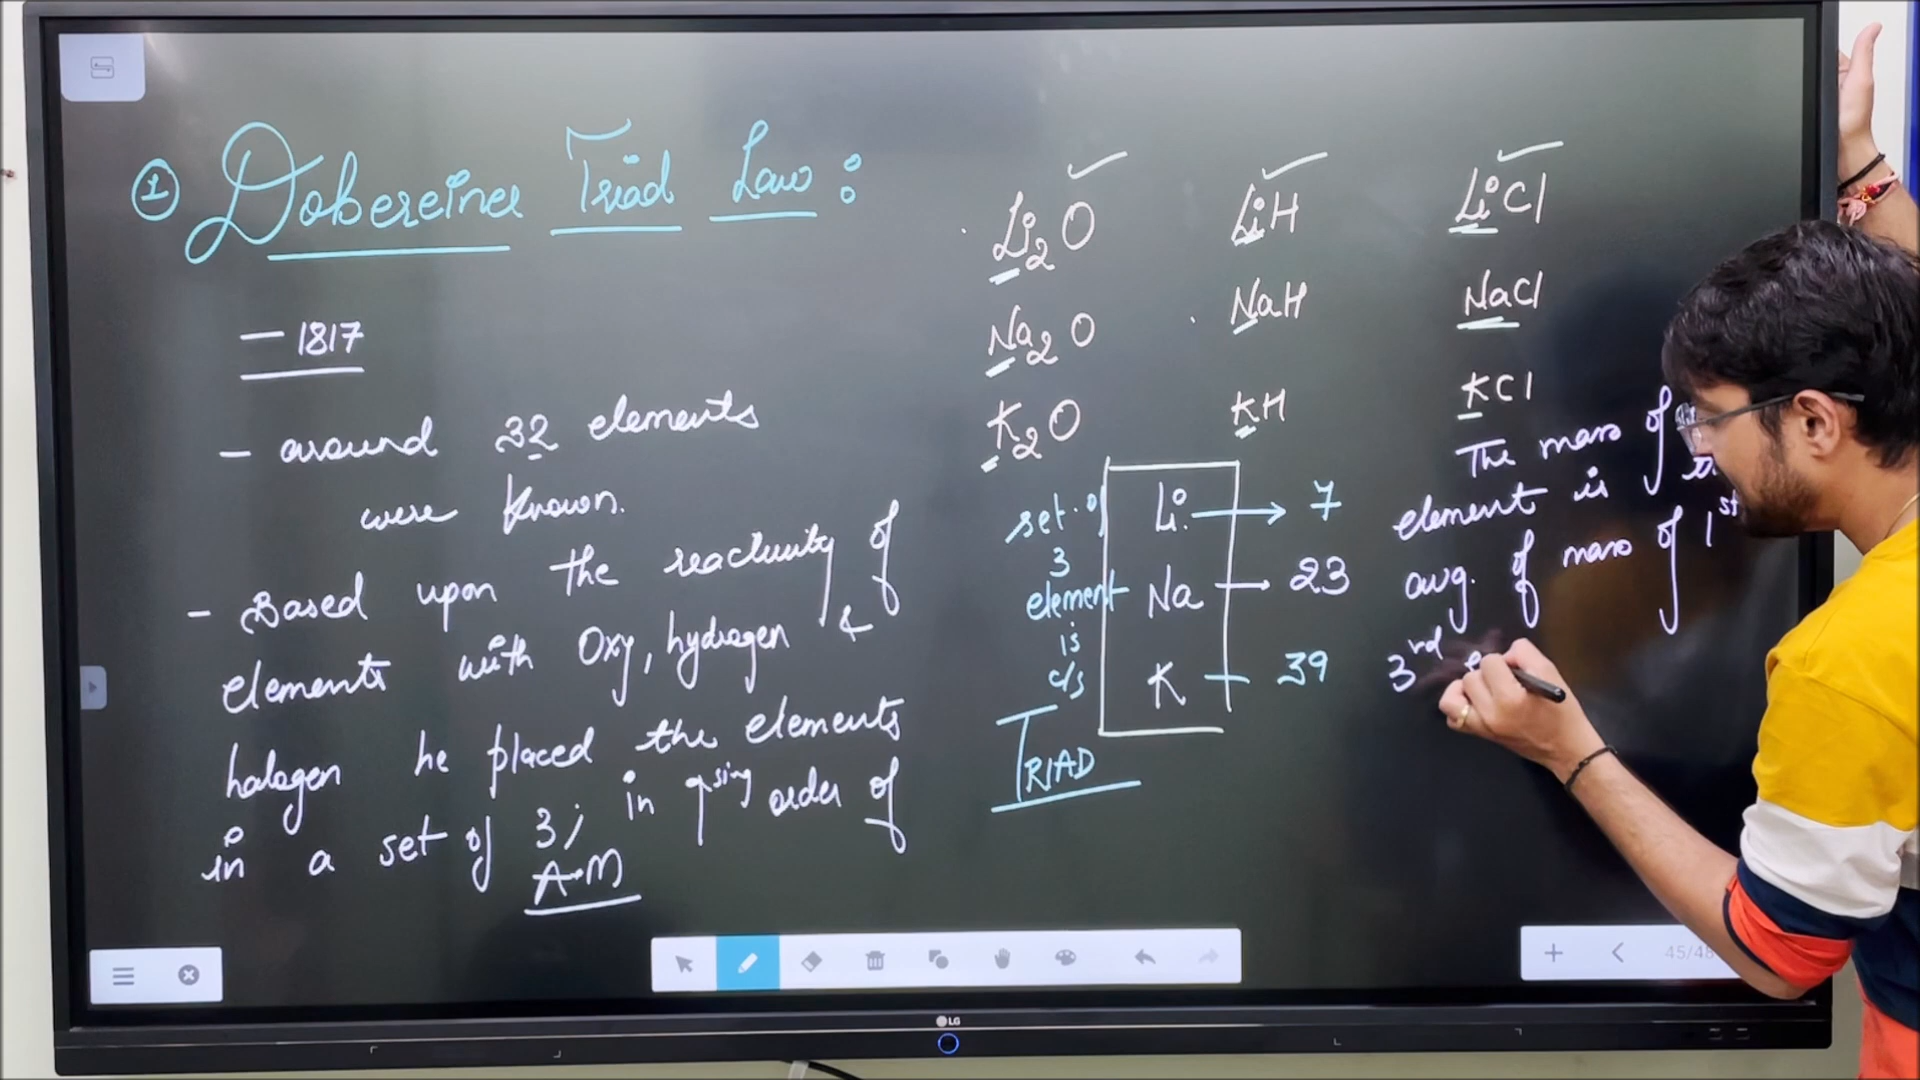 ① Dobereiner Triad Law :
— 1817
— around 32 elements
were known.
- Based upon the reactivity of
elements with Oxy, hydrogen &
halogen he placed the elements
in a set of 3, in ↑sing order of
A.M
Li2O LiH LiCl
Na2O NaH NaCl
K2O KH KCl
set of
3
element
is
c/s
TRIAD
Li → 7
Na → 23
K — 39
The mass of
element is
avg. of mass of 1st
3rd
45/48
LG